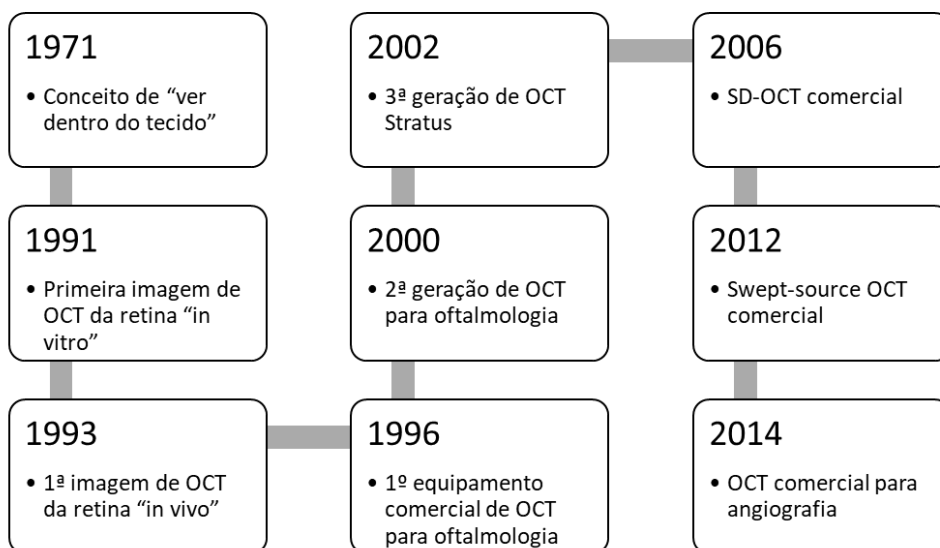 1971
• Conceito de “ver
dentro do tecido”
1991
• Primeira imagem de
OCT da retina “in
vitro”
1993
• 1ª imagem de OCT
da retina “in vivo”
1996
• 1º equipamento
comercial de OCT
para oftalmologia
2000
• 2ª geração de OCT
para oftalmologia
2002
• 3ª geração de OCT
Stratus
2006
• SD-OCT comercial
2012
• Swept-source OCT
comercial
2014
• OCT comercial para
angiografia